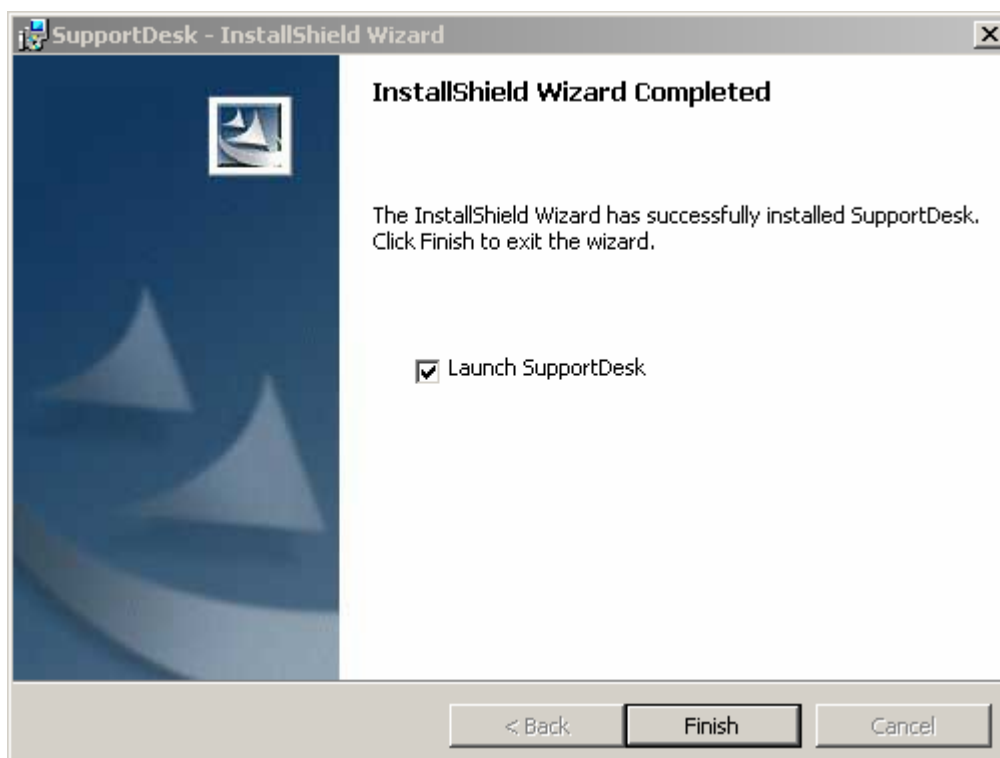 SupportDesk - InstallShield Wizard
InstallShield Wizard Completed
The InstallShield Wizard has successfully installed SupportDesk.
Click Finish to exit the wizard.
Launch SupportDesk
< Back
Finish
Cancel